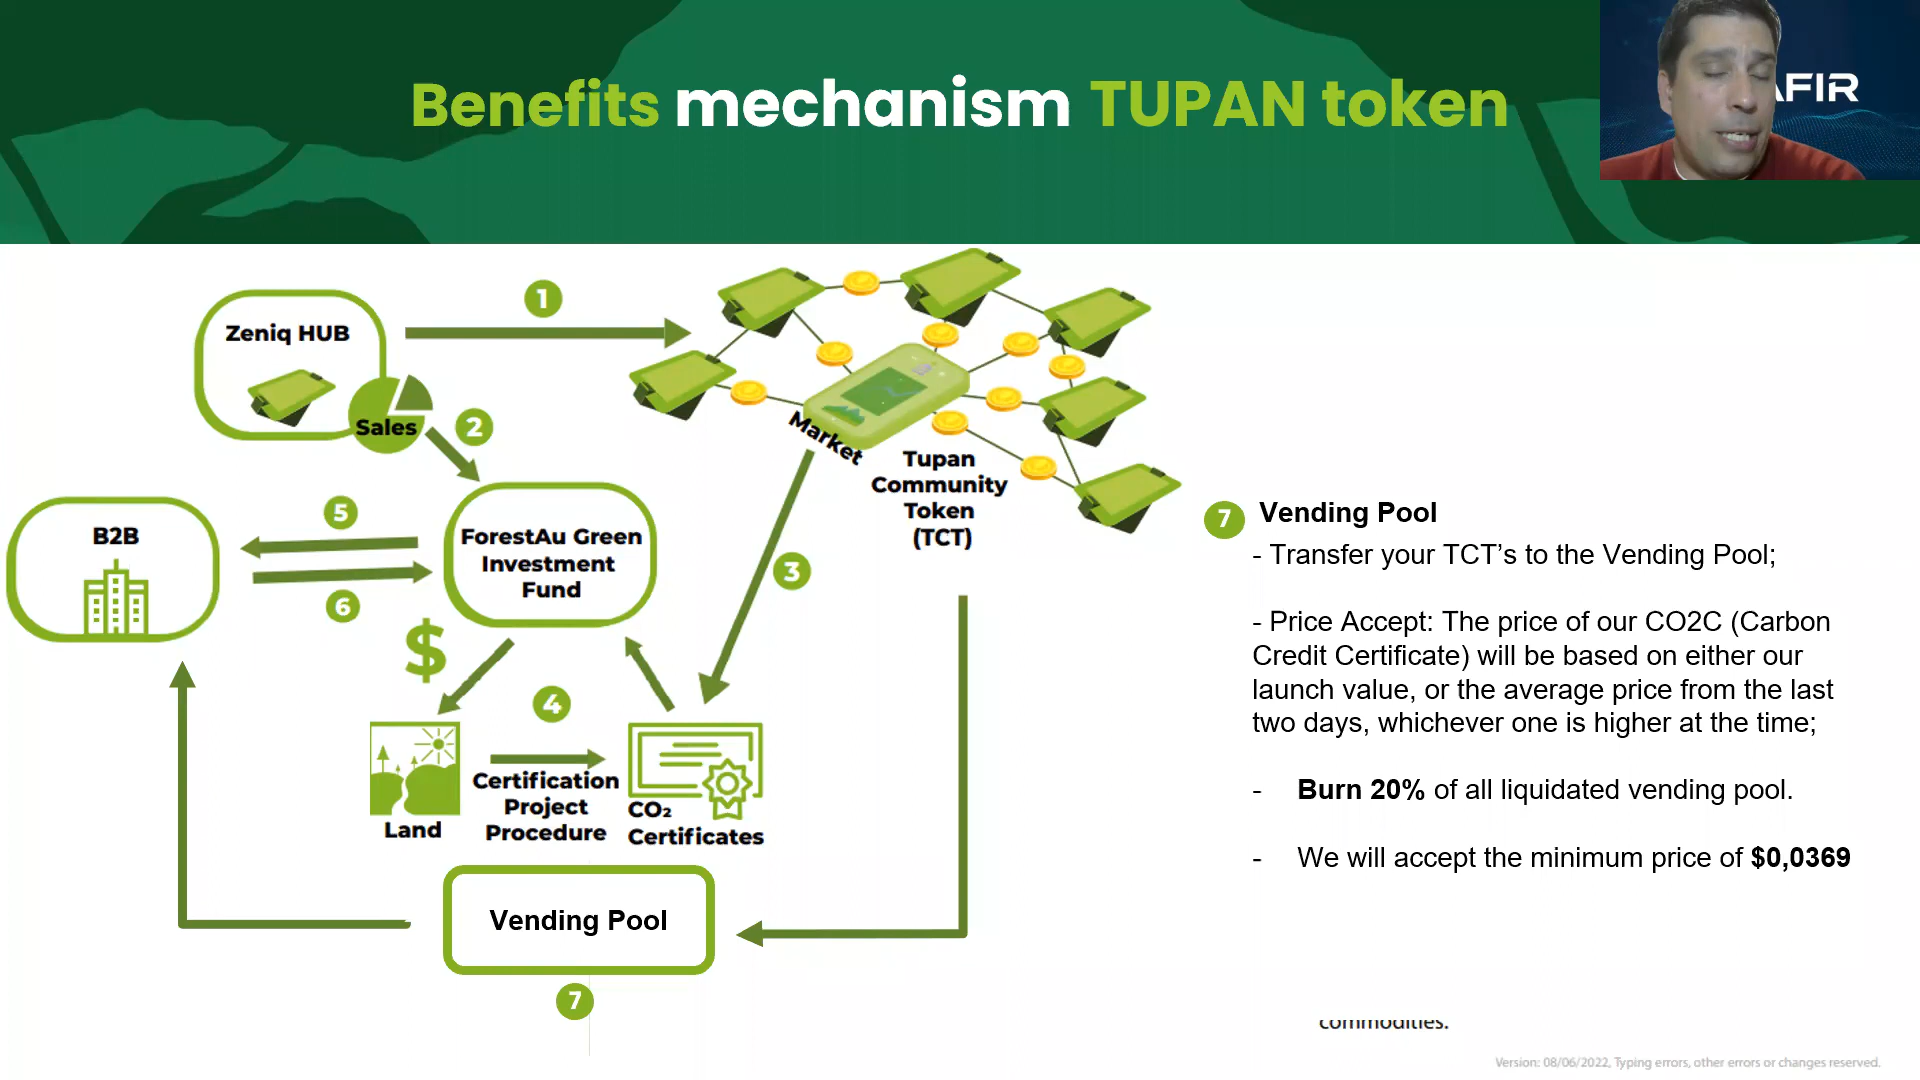 Benefits mechanism TUPAN token
AFIR
1
Zeniq HUB
Sales
2
Market
Tupan
Community
Token
(TCT)
B2B
5
6
ForestAu Green
Investment
Fund
3
$
4
Land
Certification
Project
Procedure
CO₂
Certificates
Vending Pool
7
7 Vending Pool
- Transfer your TCT's to the Vending Pool;
- Price Accept: The price of our CO2C (Carbon
Credit Certificate) will be based on either our
launch value, or the average price from the last
two days, whichever one is higher at the time;
- Burn 20% of all liquidated vending pool.
- We will accept the minimum price of $0,0369
commodities.
Version: 08/06/2022, Typing errors, other errors or changes reserved.